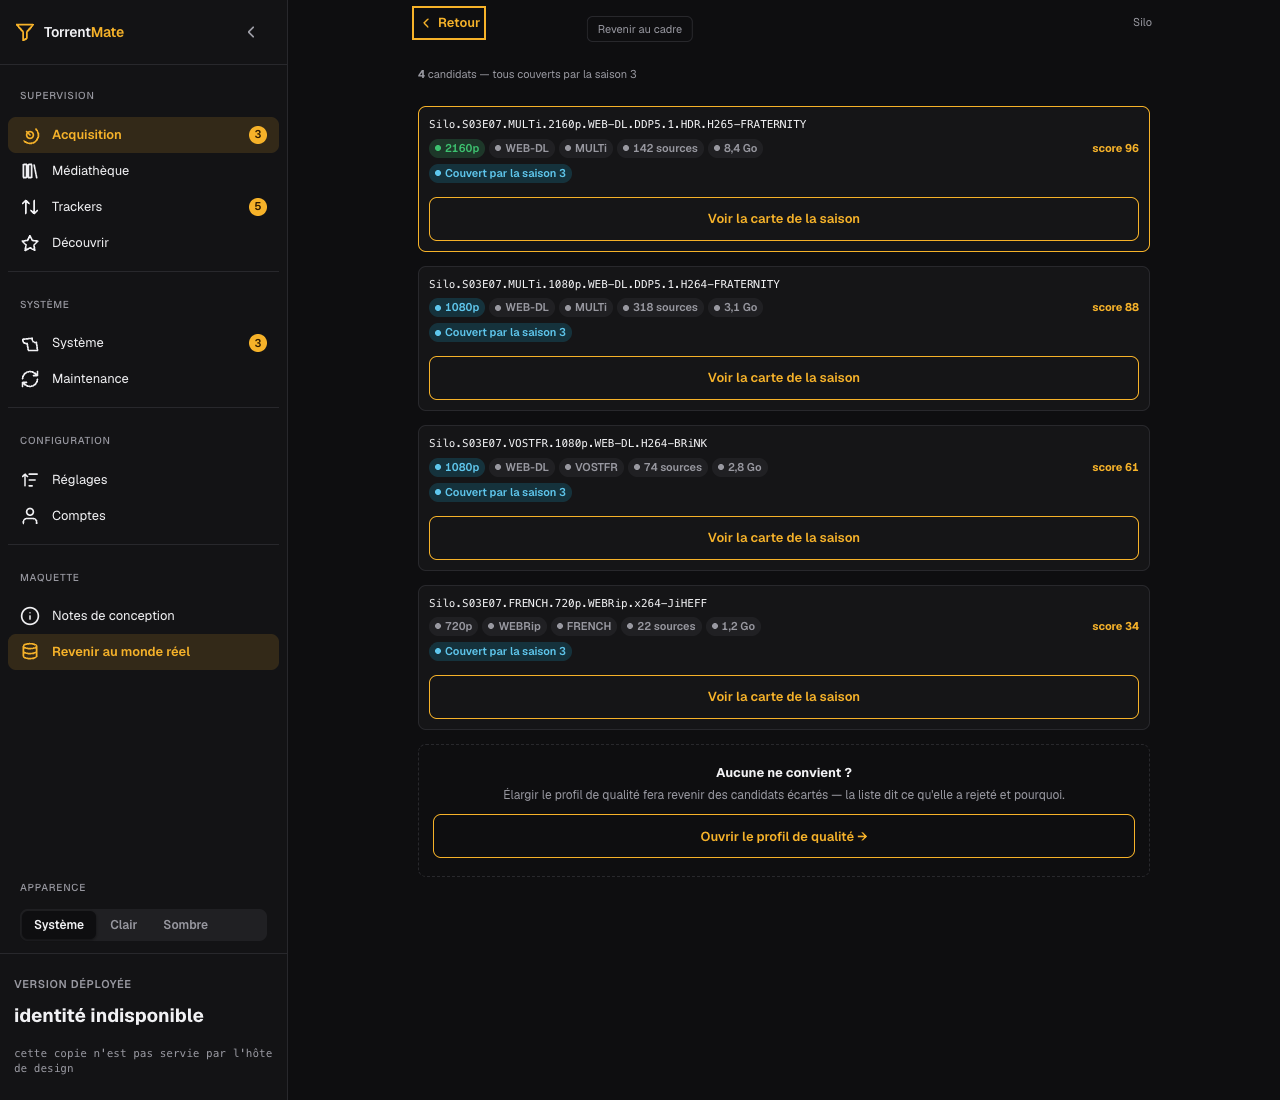 TorrentMate
SUPERVISION
Acquisition 3
Médiathèque
Trackers 5
Découvrir
SYSTÈME
Système 3
Maintenance
CONFIGURATION
Réglages
Comptes
MAQUETTE
Notes de conception
Revenir au monde réel
APPARENCE
Système Clair Sombre
VERSION DÉPLOYÉE
identité indisponible
cette copie n'est pas servie par l'hôte
de design
Retour
Revenir au cadre
Silo
4 candidats — tous couverts par la saison 3
Silo.S03E07.MULTi.2160p.WEB-DL.DDP5.1.HDR.H265-FRATERNITY
2160p WEB-DL MULTi 142 sources 8,4 Go score 96
Couvert par la saison 3
Voir la carte de la saison
Silo.S03E07.MULTi.1080p.WEB-DL.DDP5.1.H264-FRATERNITY
1080p WEB-DL MULTi 318 sources 3,1 Go score 88
Couvert par la saison 3
Voir la carte de la saison
Silo.S03E07.VOSTFR.1080p.WEB-DL.H264-BRiNK
1080p WEB-DL VOSTFR 74 sources 2,8 Go score 61
Couvert par la saison 3
Voir la carte de la saison
Silo.S03E07.FRENCH.720p.WEBRip.x264-JiHEFF
720p WEBRip FRENCH 22 sources 1,2 Go score 34
Couvert par la saison 3
Voir la carte de la saison
Aucune ne convient ?
Élargir le profil de qualité fera revenir des candidats écartés — la liste dit ce qu'elle a rejeté et pourquoi.
Ouvrir le profil de qualité →